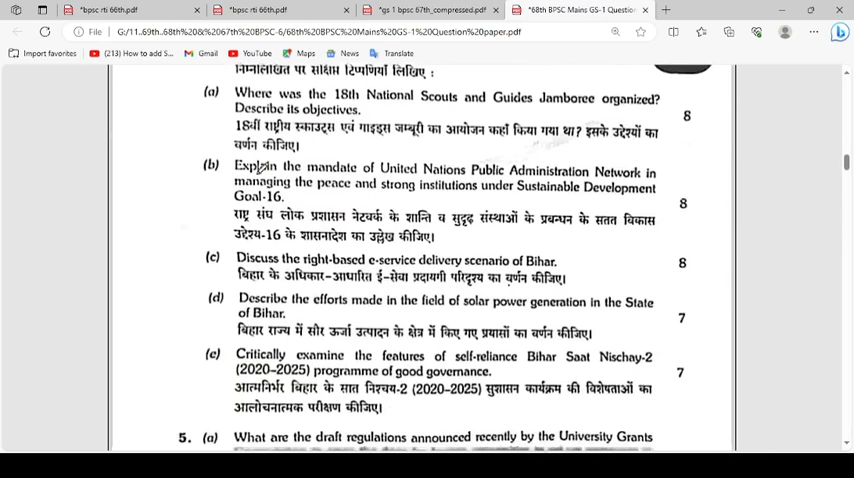 *bpsc rti 66th.pdf
*bpsc rti 66th.pdf
*gs 1 bpsc 67th_compressed.pdf
*68th BPSC Mains GS-1 Question
File
G:/11..69th..68th%20&%2067th%20BPSC-6/68th%20BPSC%20Mains%20GS-1%20Question%20paper.pdf
Import favorites
(213) How to add S...
Gmail
YouTube
Maps
News
Translate
निम्नलिखित पर संक्षिप्त टिप्पणियाँ लिखिए :
(a) Where was the 18th National Scouts and Guides Jamboree organized?
Describe its objectives. 8
18वीं राष्ट्रीय स्काउट्स एवं गाइड्स जम्बूरी का आयोजन कहाँ किया गया था? इसके उद्देश्यों का
वर्णन कीजिए।
(b) Explain the mandate of United Nations Public Administration Network in
managing the peace and strong institutions under Sustainable Development
Goal-16. 8
राष्ट्र संघ लोक प्रशासन नेटवर्क के शान्ति व सुदृढ़ संस्थाओं के प्रबन्धन के सतत विकास
उद्देश्य-16 के शासनादेश का उल्लेख कीजिए।
(c) Discuss the right-based e-service delivery scenario of Bihar. 8
बिहार के अधिकार-आधारित ई-सेवा प्रदायगी परिदृश्य का वर्णन कीजिए।
(d) Describe the efforts made in the field of solar power generation in the State
of Bihar. 7
बिहार राज्य में सौर ऊर्जा उत्पादन के क्षेत्र में किए गए प्रयासों का वर्णन कीजिए।
(e) Critically examine the features of self-reliance Bihar Saat Nischay-2
(2020-2025) programme of good governance. 7
आत्मनिर्भर बिहार के सात निश्चय-2 (2020-2025) सुशासन कार्यक्रम की विशेषताओं का
आलोचनात्मक परीक्षण कीजिए।
5. (a) What are the draft regulations announced recently by the University Grants